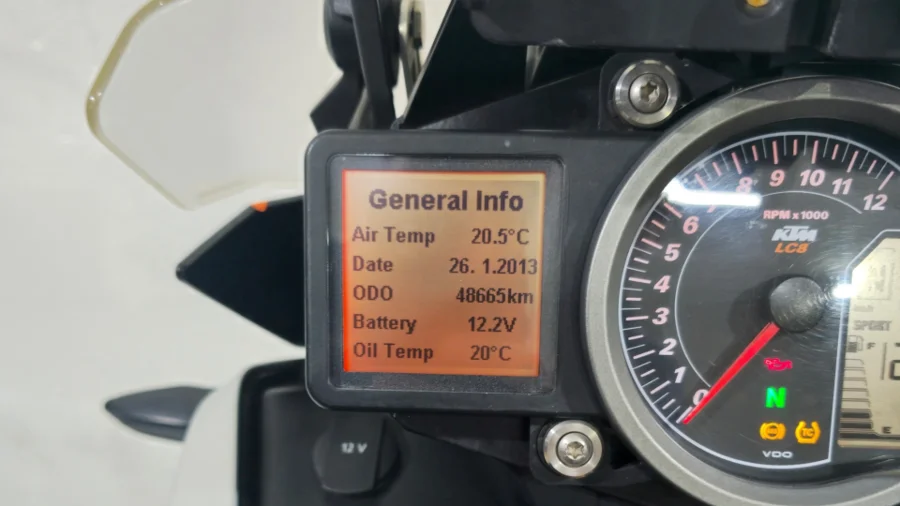 General Info
Air Temp 20.5°C
Date 26. 1.2013
ODO 48665km
Battery 12.2V
Oil Temp 20°C
12 V
0
1
2
3
4
5
6
7
8
9
10
11
12
RPM x 1000
KTM
LC8
SPORT
F
E
N
TC
VDO